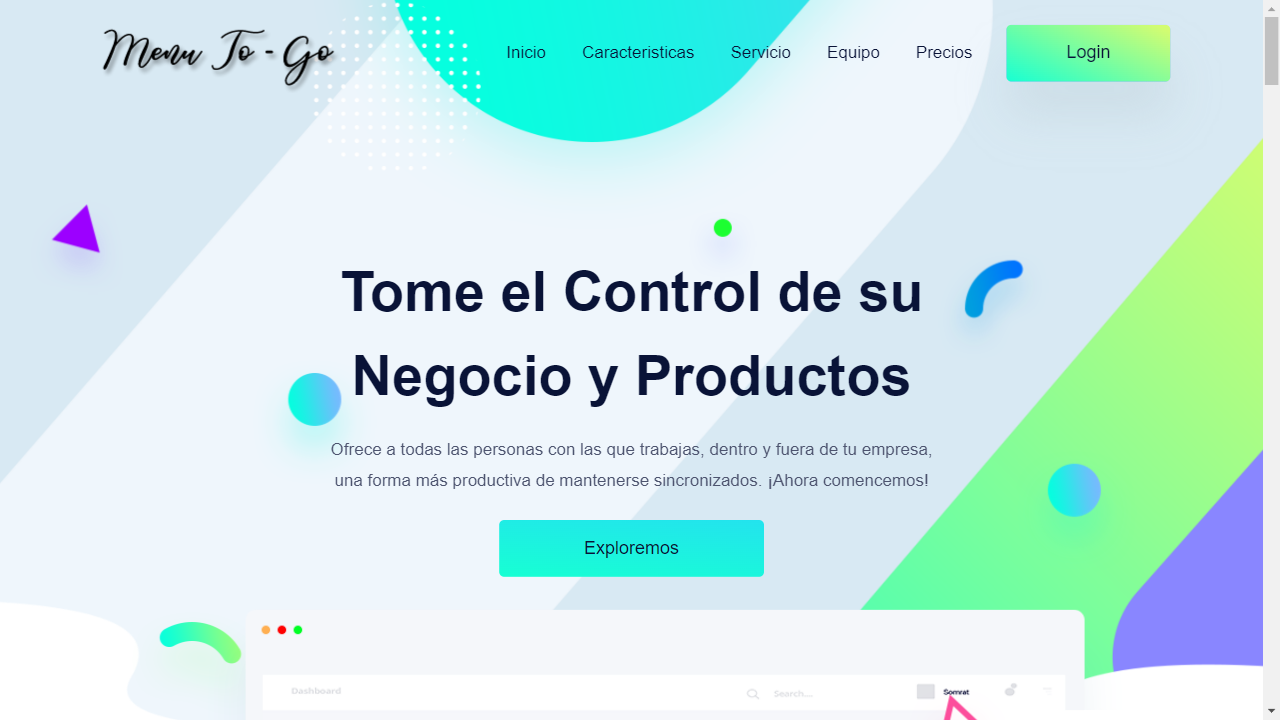 Menu To - Go
Inicio Caracteristicas Servicio Equipo Precios Login
Tome el Control de su
Negocio y Productos
Ofrece a todas las personas con las que trabajas, dentro y fuera de tu empresa,
una forma más productiva de mantenerse sincronizados. ¡Ahora comencemos!
Exploremos
Dashboard Search... Somrat